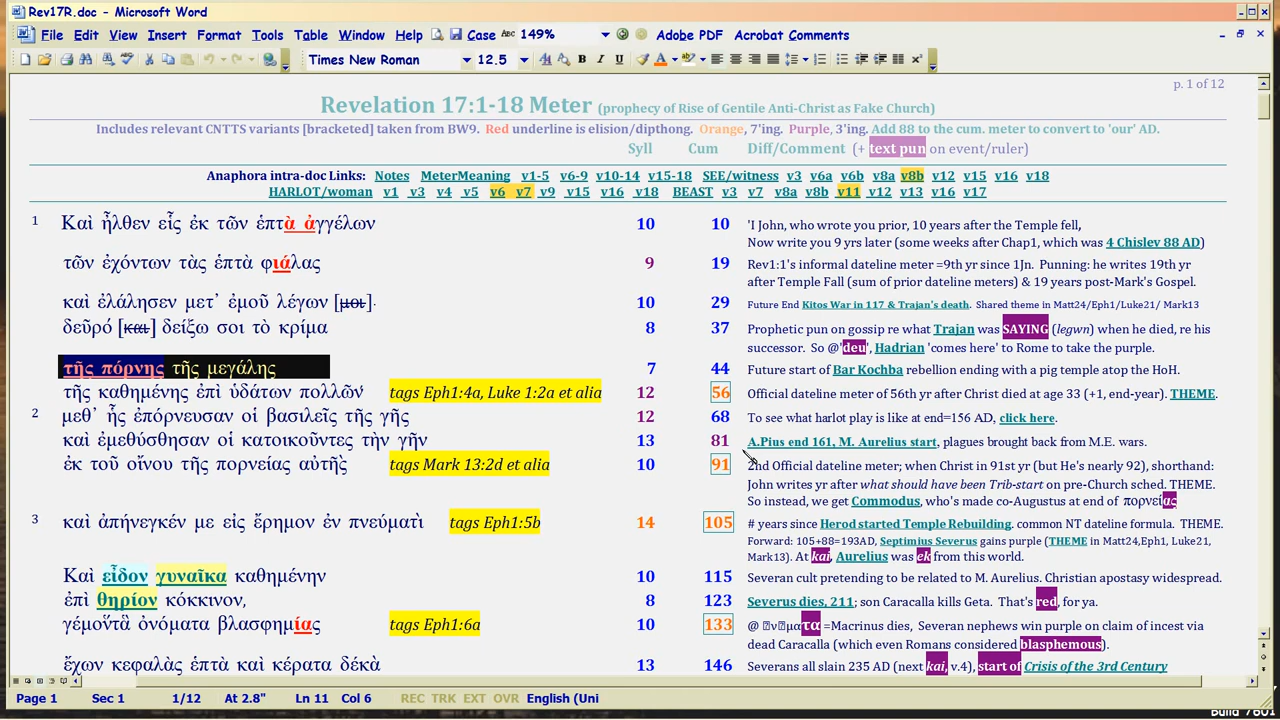 Rev17R.doc - Microsoft Word
File Edit View Insert Format Tools Table Window Help Case ABC 149% Adobe PDF Acrobat Comments
Times New Roman 12.5 B I U
p. 1 of 12
Revelation 17:1-18 Meter (prophecy of Rise of Gentile Anti-Christ as Fake Church)
Includes relevant CNTTS variants [bracketed] taken from BW9. Red underline is elision/dipthong. Orange, 7'ing. Purple, 3'ing. Add 88 to the cum. meter to convert to 'our' AD.
Syll Cum Diff/Comment (+ text pun on event/ruler)
Anaphora intra-doc Links: Notes MeterMeaning v1-5 v6-9 v10-14 v15-18 SEE/witness v3 v6a v6b v8a v8b v12 v15 v16 v18
HARLOT/woman v1 v3 v4 v5 v6 v7 v9 v15 v16 v18 BEAST v3 v7 v8a v8b v11 v12 v13 v16 v17
1 Καὶ ἦλθεν εἷς ἐκ τῶν ἑπτὰ ἀγγέλων 10 10 'I John, who wrote you prior, 10 years after the Temple fell,
Now write you 9 yrs later (some weeks after Chap1, which was 4 Chislev 88 AD)
τῶν ἐχόντων τὰς ἑπτὰ φιάλας 9 19 Rev1:1's informal dateline meter =9th yr since 1Jn. Punning: he writes 19th yr
after Temple Fall (sum of prior dateline meters) & 19 years post-Mark's Gospel.
καὶ ἐλάλησεν μετ᾽ ἐμοῦ λέγων [μοι]. 10 29 Future End Kitos War in 117 & Trajan's death. Shared theme in Matt24/Eph1/Luke21/ Mark13
δεῦρό [και] δείξω σοι τὸ κρίμα 8 37 Prophetic pun on gossip re what Trajan was SAYING (legwn) when he died, re his
successor. So @'deu', Hadrian 'comes here' to Rome to take the purple.
τῆς πόρνης τῆς μεγάλης 7 44 Future start of Bar Kochba rebellion ending with a pig temple atop the HoH.
τῆς καθημένης ἐπὶ ὑδάτων πολλῶν tags Eph1:4a, Luke 1:2a et alia 12 56 Official dateline meter of 56th yr after Christ died at age 33 (+1, end-year). THEME.
2 μεθ᾽ ἧς ἐπόρνευσαν οἱ βασιλεῖς τῆς γῆς 12 68 To see what harlot play is like at end=156 AD, click here.
καὶ ἐμεθύσθησαν οἱ κατοικοῦντες τὴν γῆν 13 81 A.Pius end 161, M. Aurelius start, plagues brought back from M.E. wars.
ἐκ τοῦ οἴνου τῆς πορνείας αὐτῆς tags Mark 13:2d et alia 10 91 2nd Official dateline meter; when Christ in 91st yr (but He's nearly 92), shorthand:
John writes yr after what should have been Trib-start on pre-Church sched. THEME.
So instead, we get Commodus, who's made co-Augustus at end of πορνείας
3 καὶ ἀπήνεγκέν με εἰς ἔρημον ἐν πνεύματὶ tags Eph1:5b 14 105 # years since Herod started Temple Rebuilding. common NT dateline formula. THEME.
Forward: 105+88=193AD, Septimius Severus gains purple (THEME in Matt24,Eph1, Luke21,
Mark13). At kai, Aurelius was ek from this world.
Καὶ εἶδον γυναῖκα καθημένην 10 115 Severan cult pretending to be related to M. Aurelius. Christian apostasy widespread.
ἐπὶ θηρίον κόκκινον, 8 123 Severus dies, 211; son Caracalla kills Geta. That's red, for ya.
γέμοντὰ ὀνόματα βλασφημίας tags Eph1:6a 10 133 @ τα =Macrinus dies, Severan nephews win purple on claim of incest via
dead Caracalla (which even Romans considered blasphemous).
ἔχων κεφαλὰς ἑπτὰ καὶ κέρατα δέκὰ 13 146 Severans all slain 235 AD (next kai, v.4), start of Crisis of the 3rd Century
Page 1 Sec 1 1/12 At 2.8" Ln 11 Col 6 REC TRK EXT OVR English (Uni
Build 7601